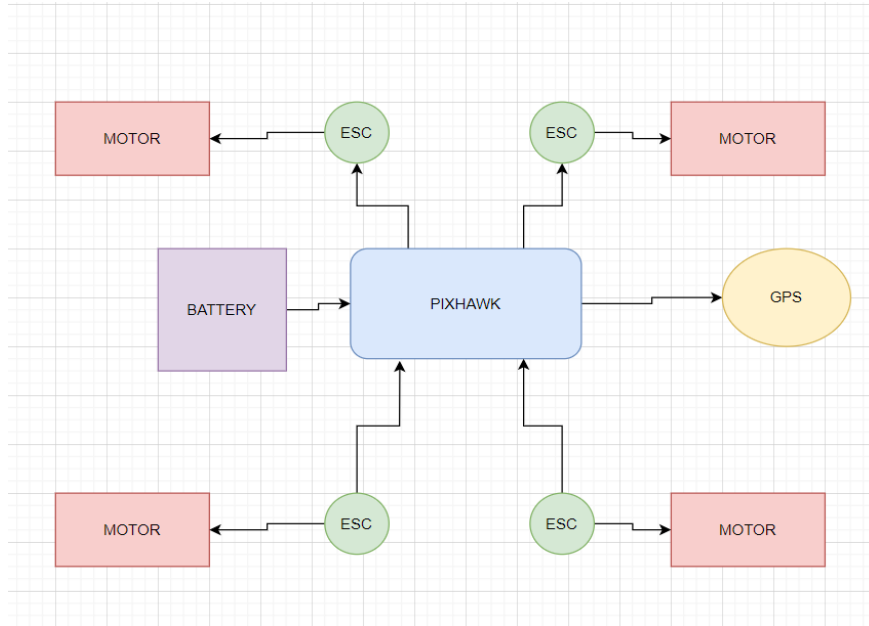 MOTOR
ESC
ESC
MOTOR
BATTERY
PIXHAWK
GPS
MOTOR
ESC
ESC
MOTOR